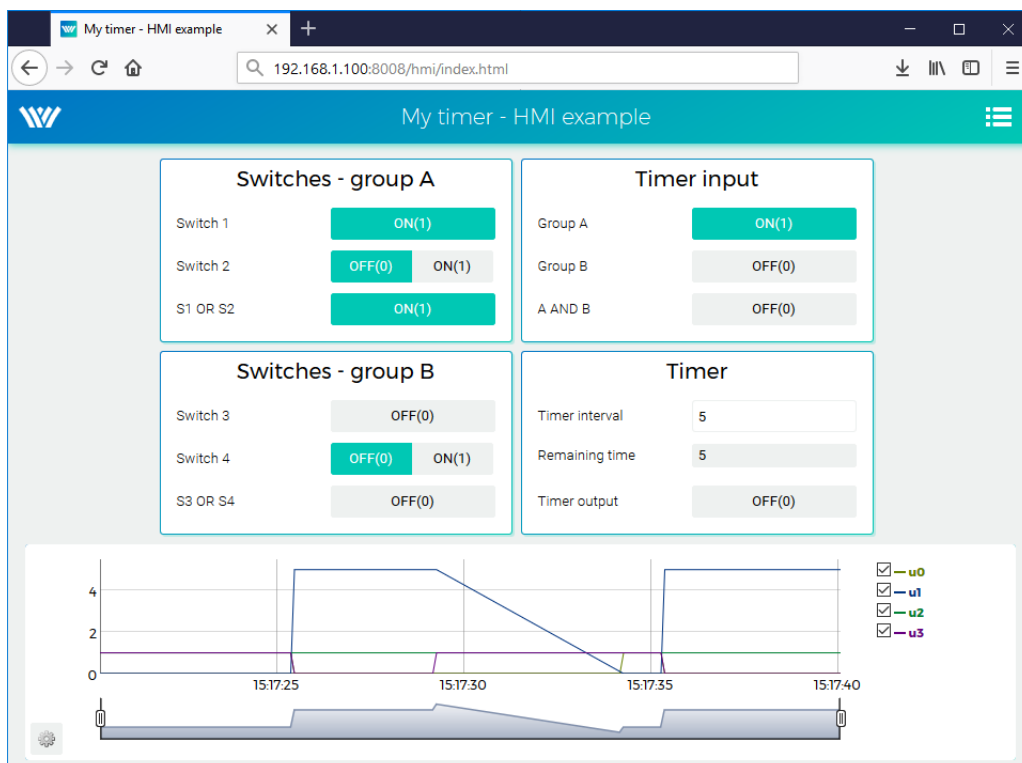 My timer - HMI example
192.168.1.100:8008/hmi/index.html
My timer - HMI example
Switches - group A
Switch 1 ON(1)
Switch 2 OFF(0) ON(1)
S1 OR S2 ON(1)
Timer input
Group A ON(1)
Group B OFF(0)
A AND B OFF(0)
Switches - group B
Switch 3 OFF(0)
Switch 4 OFF(0) ON(1)
S3 OR S4 OFF(0)
Timer
Timer interval 5
Remaining time 5
Timer output OFF(0)
4
2
0
15:17:25 15:17:30 15:17:35 15:17:40
u0
u1
u2
u3